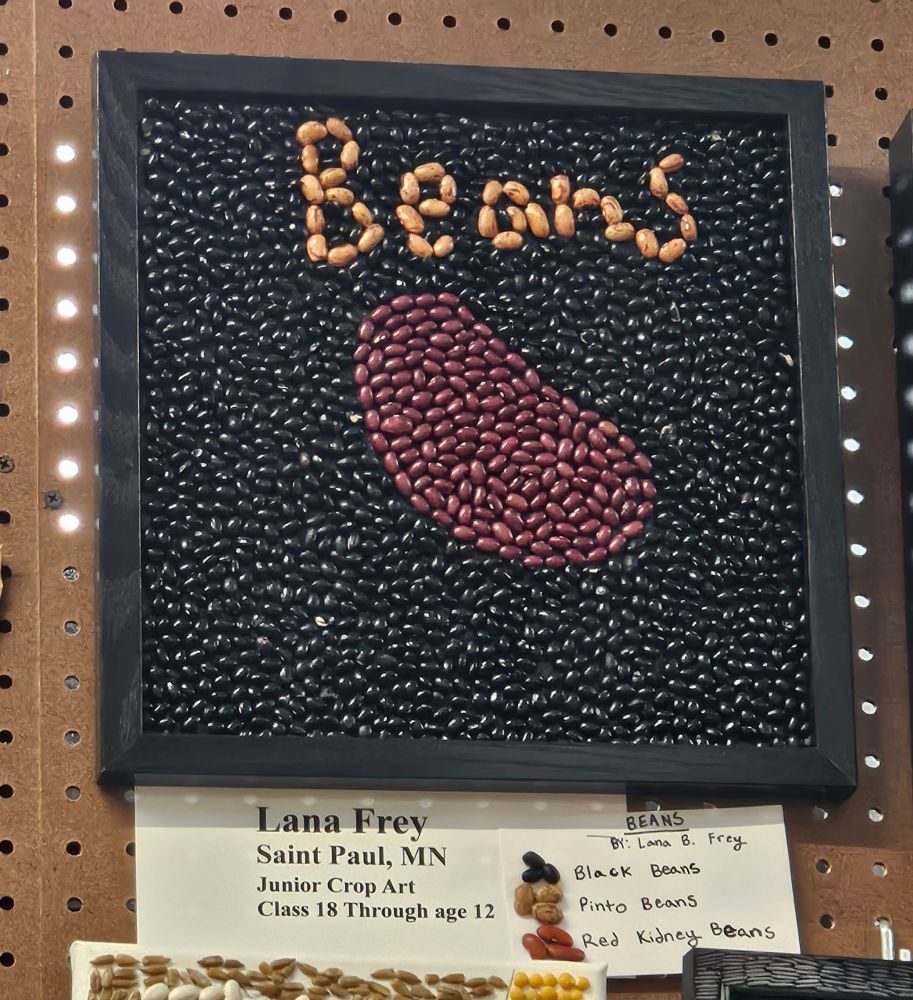 Beans
Lana Frey
Saint Paul, MN
Junior Crop Art
Class 18 Through age 12
BEANS
BY: Lana B. Frey
Black Beans
Pinto Beans
Red Kidney Beans